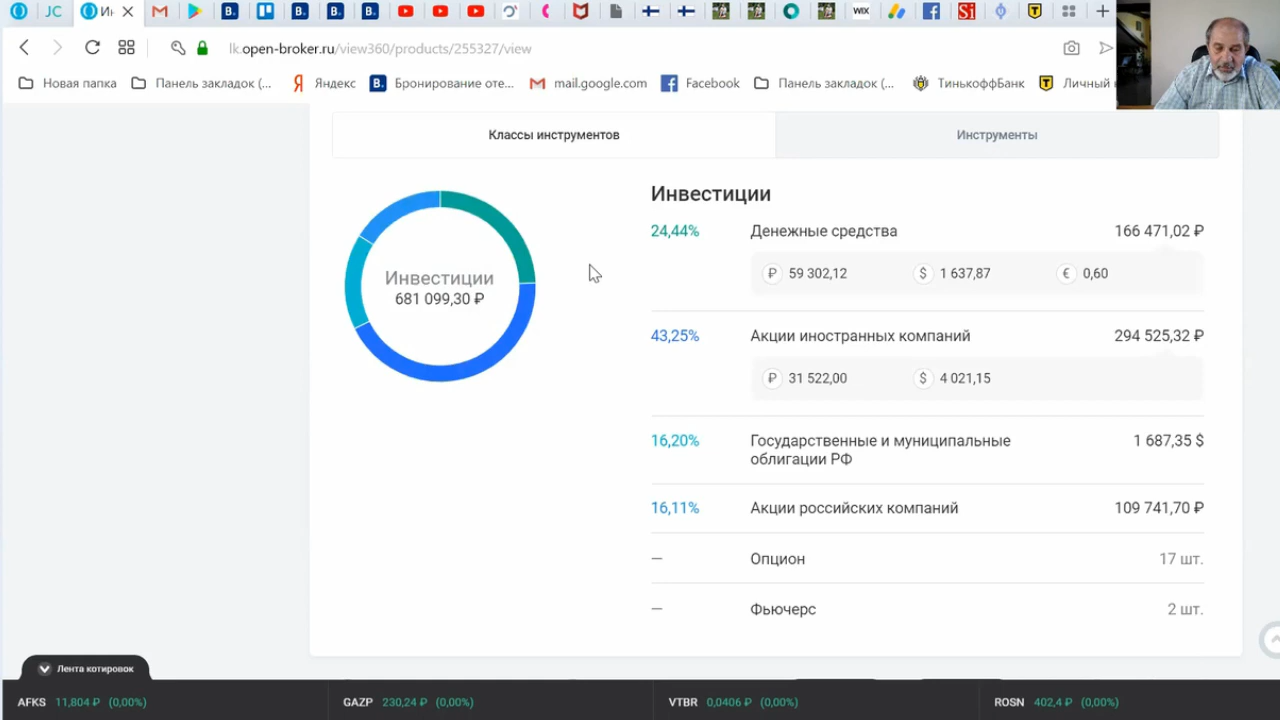 JC
Ин
B.
B.
B.
B.
WIX
Si
T
lk.open-broker.ru/view360/products/255327/view
Новая папка
Панель закладок (...
Я
Яндекс
B.
Бронирование оте...
mail.google.com
Facebook
Панель закладок (...
ТинькоффБанк
T
Личный
Классы инструментов
Инструменты
Инвестиции
681 099,30 ₽
Инвестиции
24,44%
Денежные средства
166 471,02 ₽
₽ 59 302,12
$ 1 637,87
€ 0,60
43,25%
Акции иностранных компаний
294 525,32 ₽
₽ 31 522,00
$ 4 021,15
16,20%
Государственные и муниципальные
облигации РФ
1 687,35 $
16,11%
Акции российских компаний
109 741,70 ₽
—
Опцион
17 шт.
—
Фьючерс
2 шт.
Лента котировок
AFKS 11,804 ₽ (0,00%)
GAZP 230,24 ₽ (0,00%)
VTBR 0,0406 ₽ (0,00%)
ROSN 402,4 ₽ (0,00%)